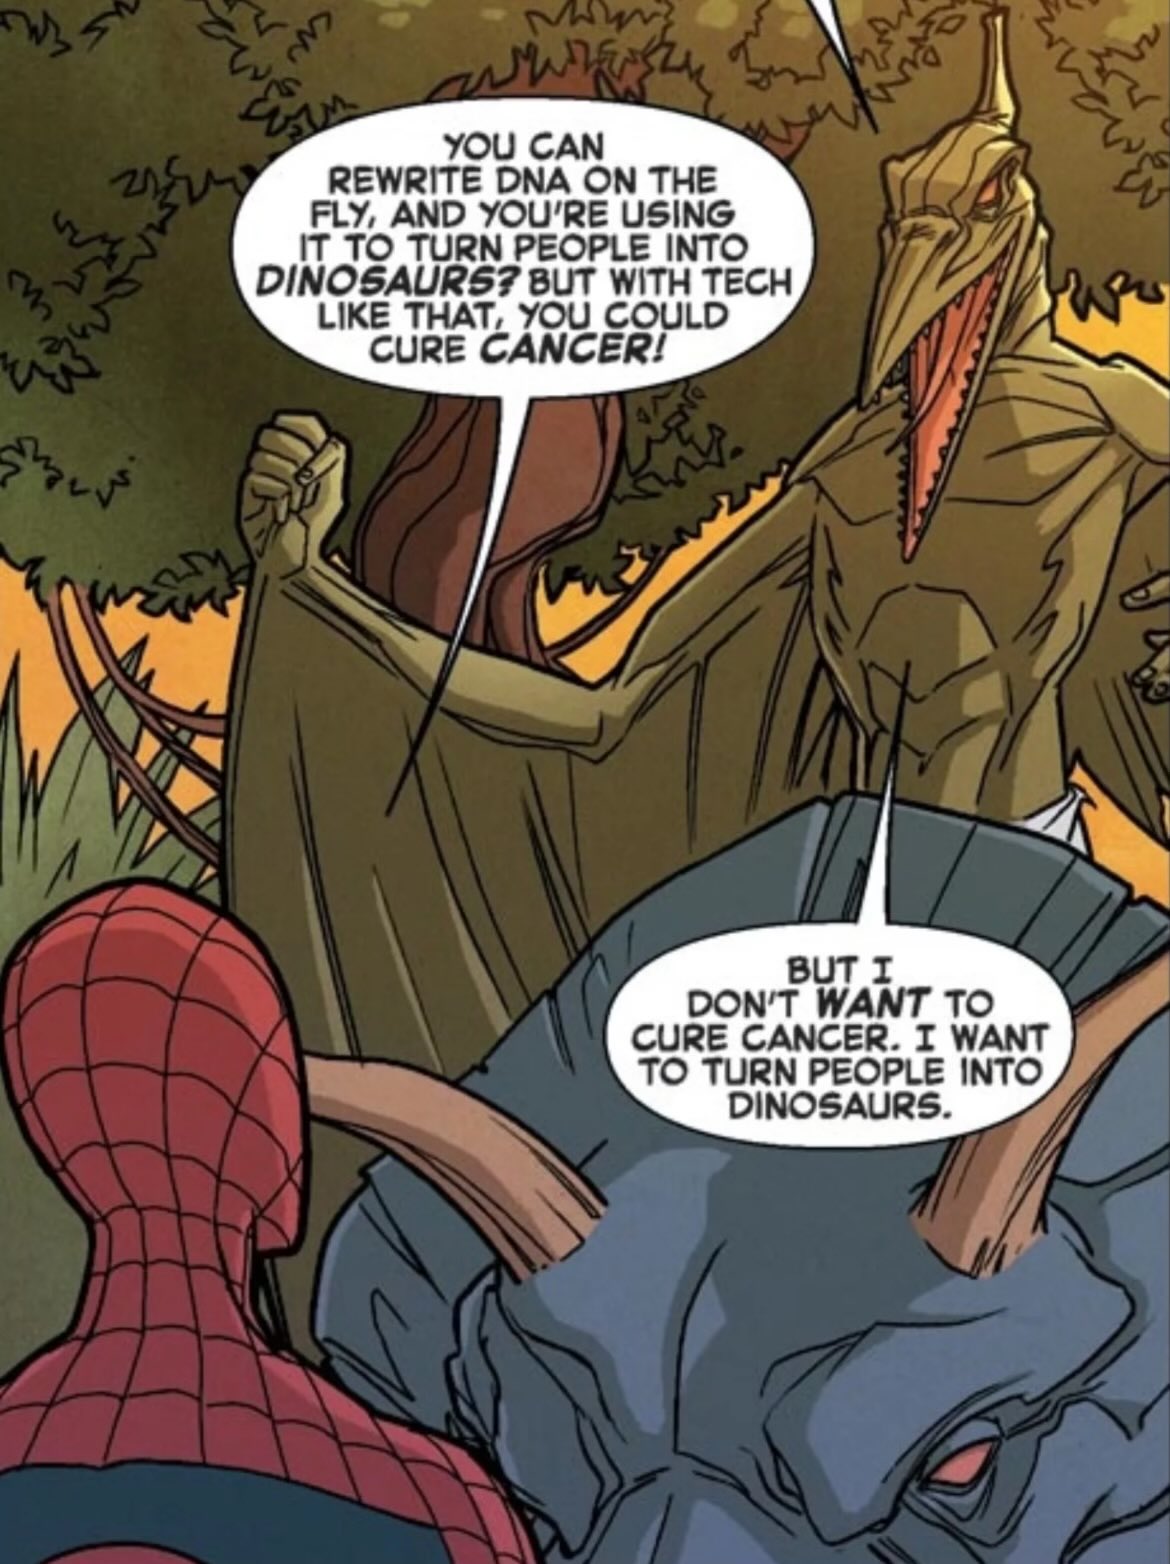 YOU CAN
REWRITE DNA ON THE
FLY, AND YOU'RE USING
IT TO TURN PEOPLE INTO
DINOSAURS? BUT WITH TECH
LIKE THAT, YOU COULD
CURE CANCER!
BUT I
DON'T WANT TO
CURE CANCER. I WANT
TO TURN PEOPLE INTO
DINOSAURS.